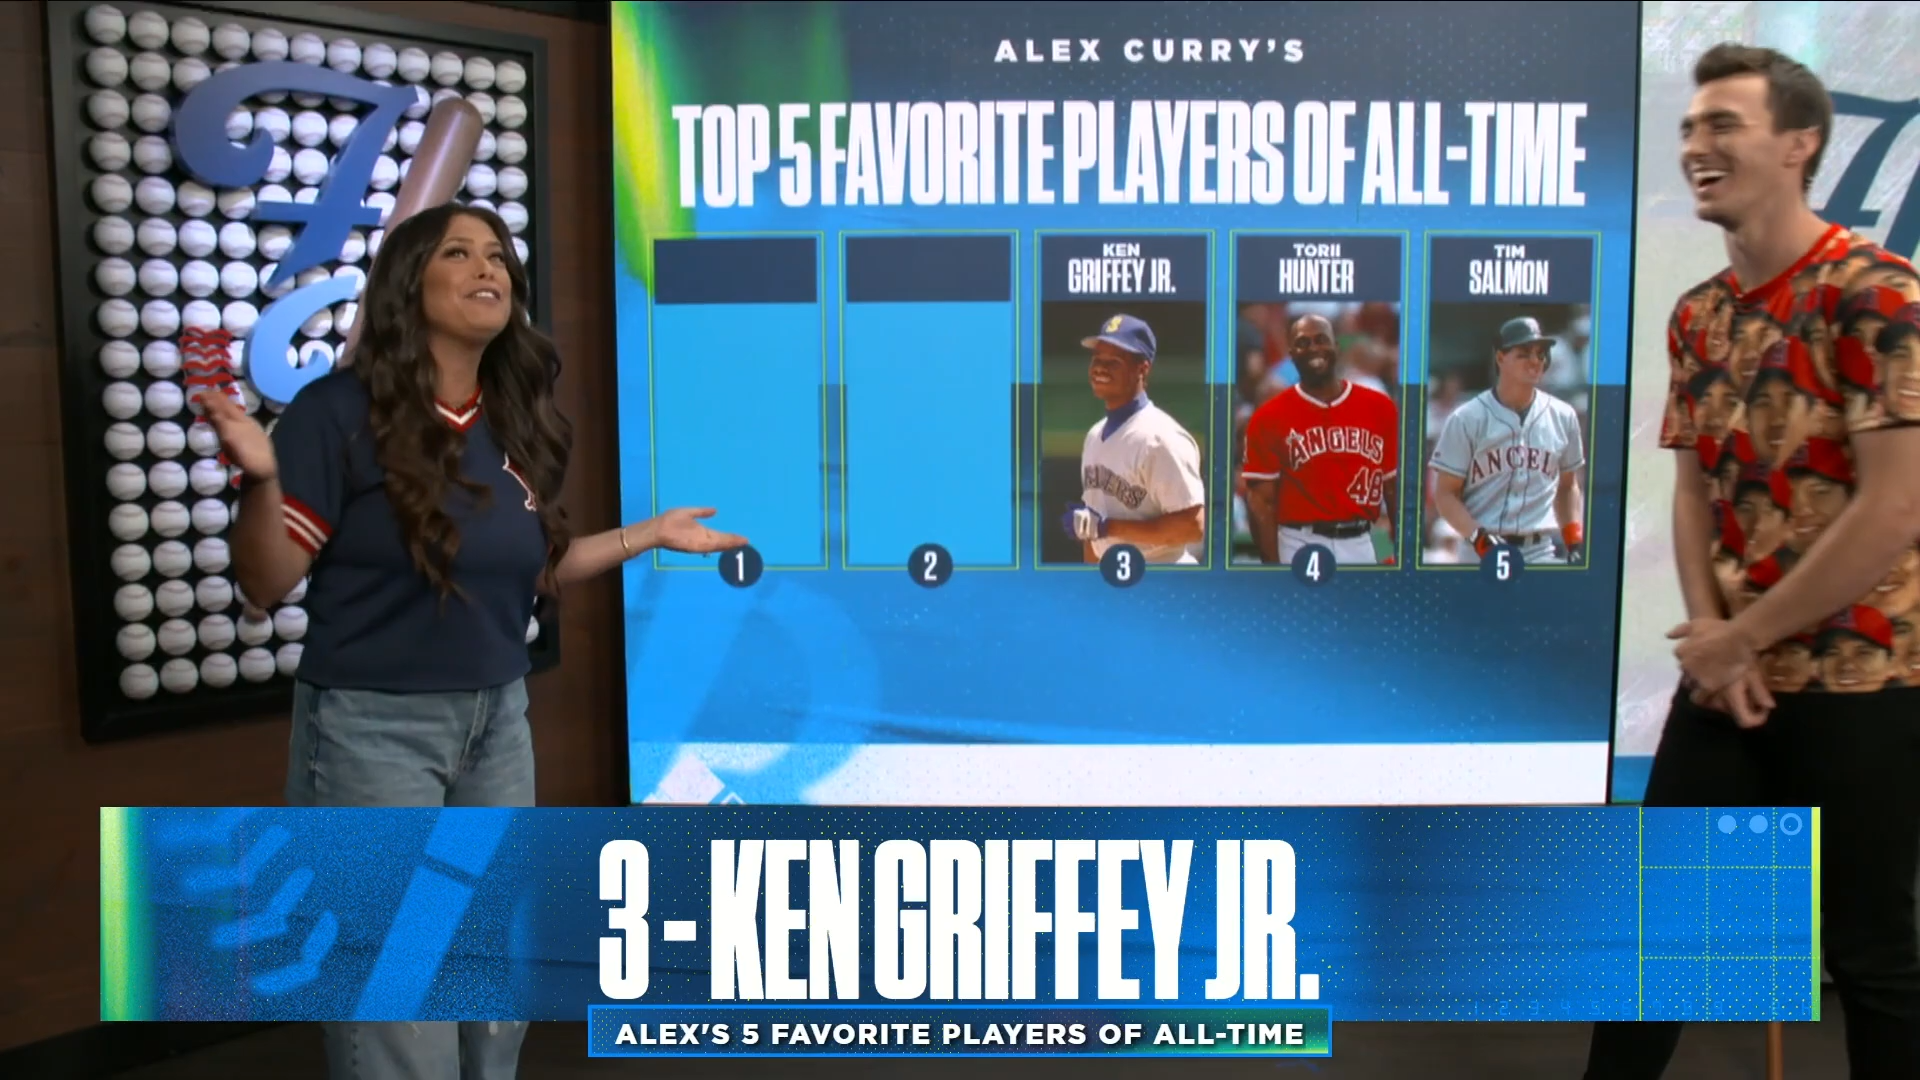 ALEX CURRY'S
TOP 5 FAVORITE PLAYERS OF ALL-TIME
KEN
GRIFFEY JR.
TORII
HUNTER
TIM
SALMON
ANGELS
48
ANGELS
1
2
3
4
5
3 - KEN GRIFFEY JR.
ALEX'S 5 FAVORITE PLAYERS OF ALL-TIME